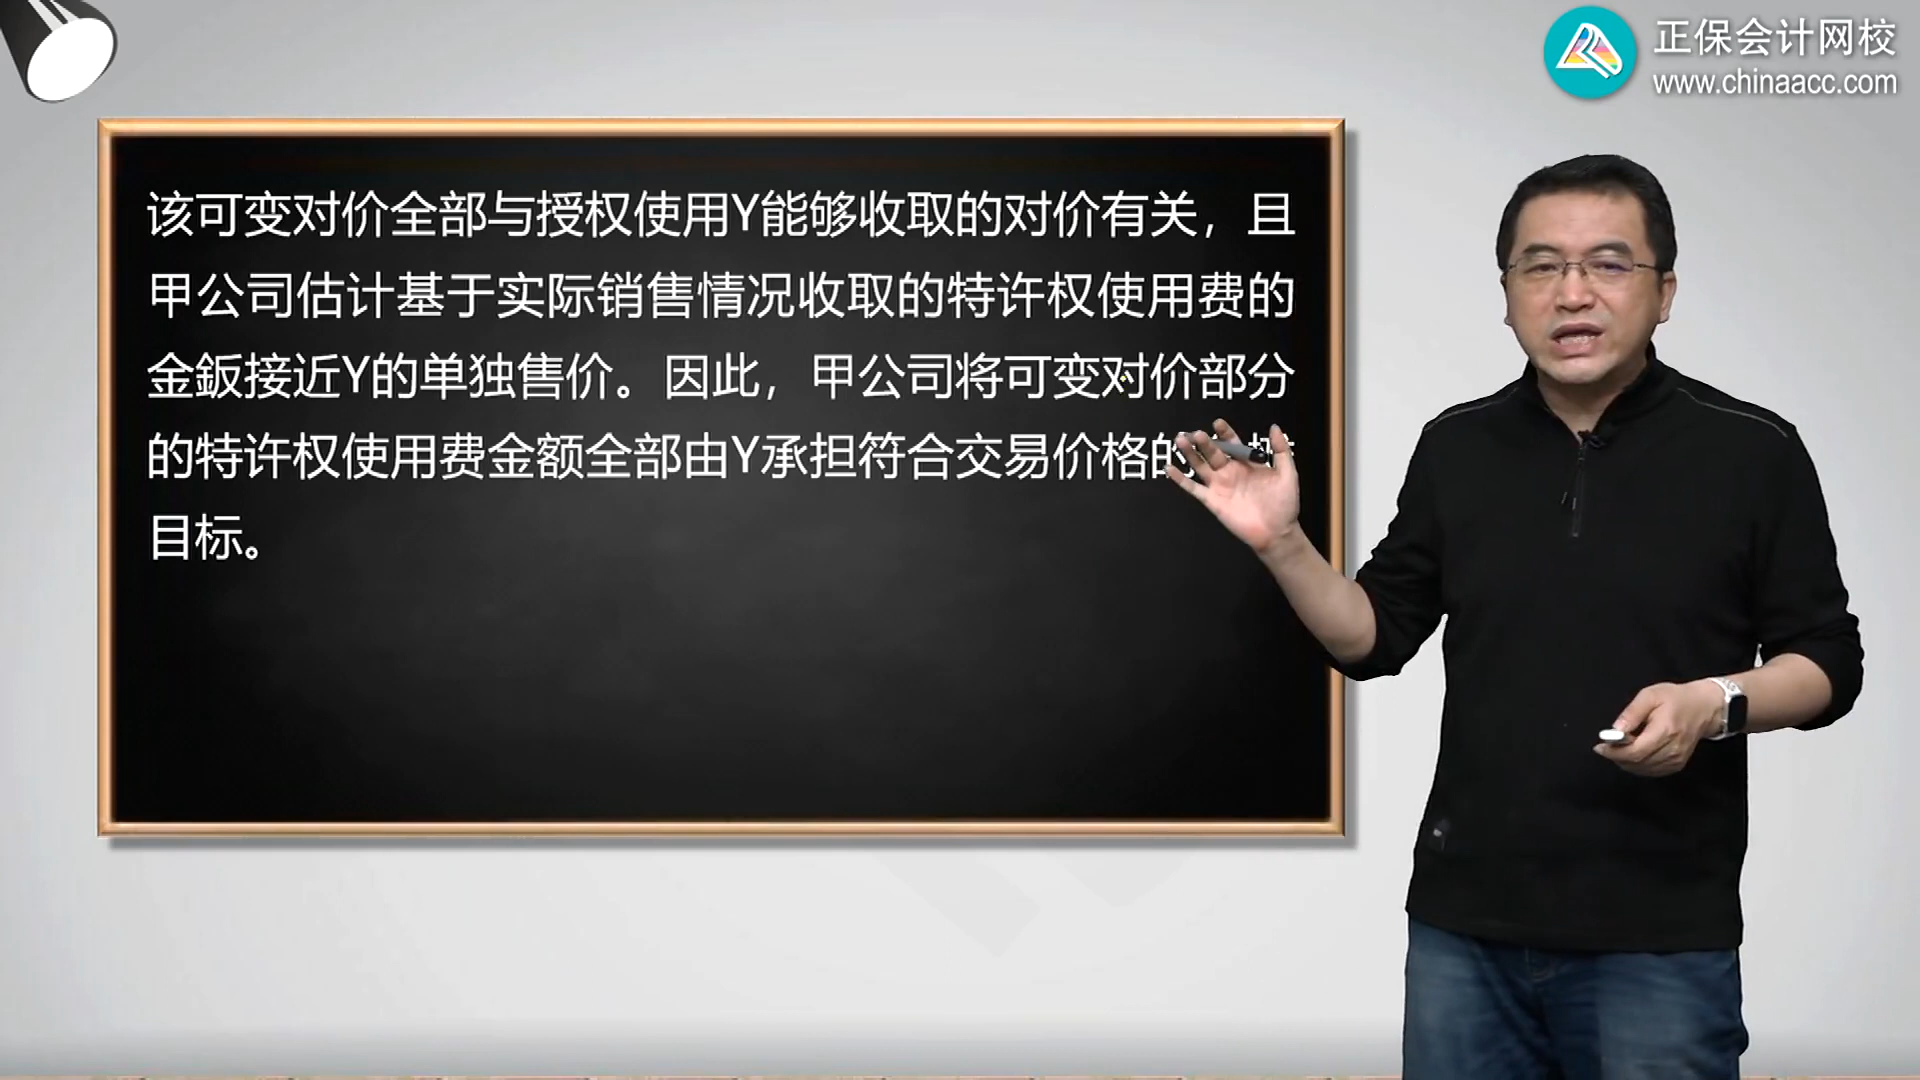 正保会计网校
www.chinaacc.com
该可变对价全部与授权使用Y能够收取的对价有关，且
甲公司估计基于实际销售情况收取的特许权使用费的
金鈑接近Y的单独售价。因此，甲公司将可变对价部分
的特许权使用费金额全部由Y承担符合交易价格的
目标。